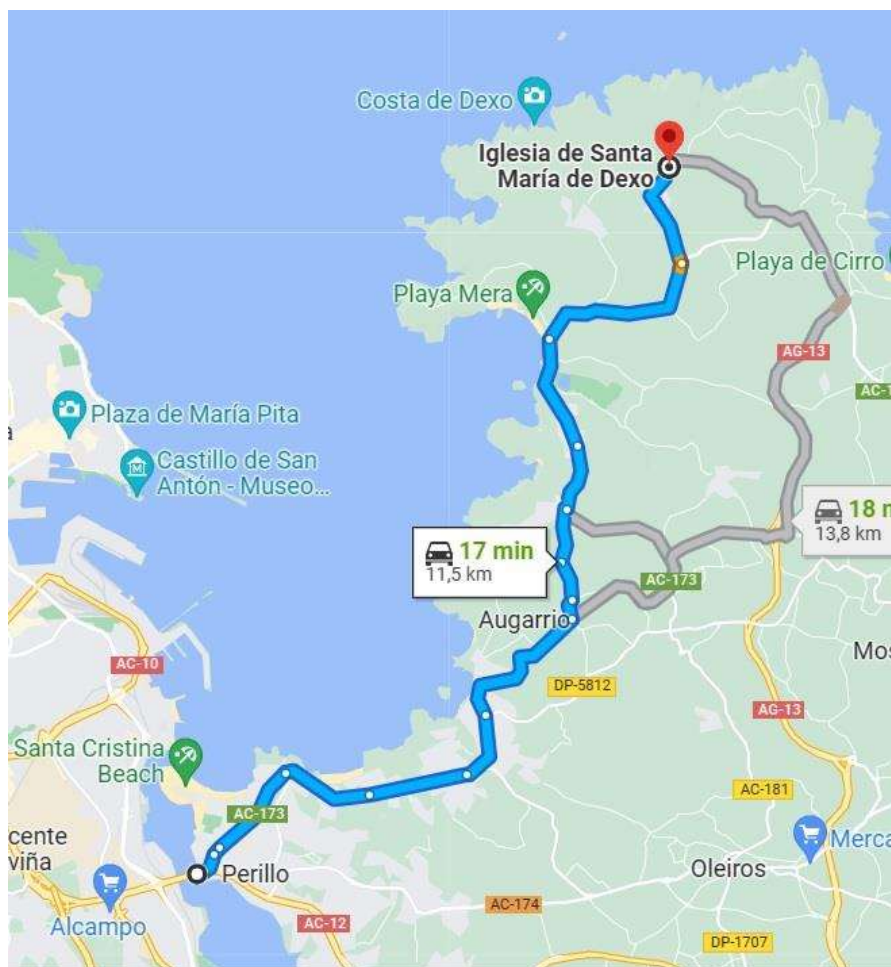 Costa de Dexo
Iglesia de Santa
María de Dexo
Playa de Cirro
Playa Mera
AG-13
Plaza de María Pita
Castillo de San
Antón - Museo...
18
13,8 km
17 min
11,5 km
AC-173
Augarrio
AC-10
DP-5812
AG-13
Santa Cristina
Beach
AC-181
AC-173
cente
viña
Perillo
Oleiros
Alcampo
AC-174
AC-12
DP-1707